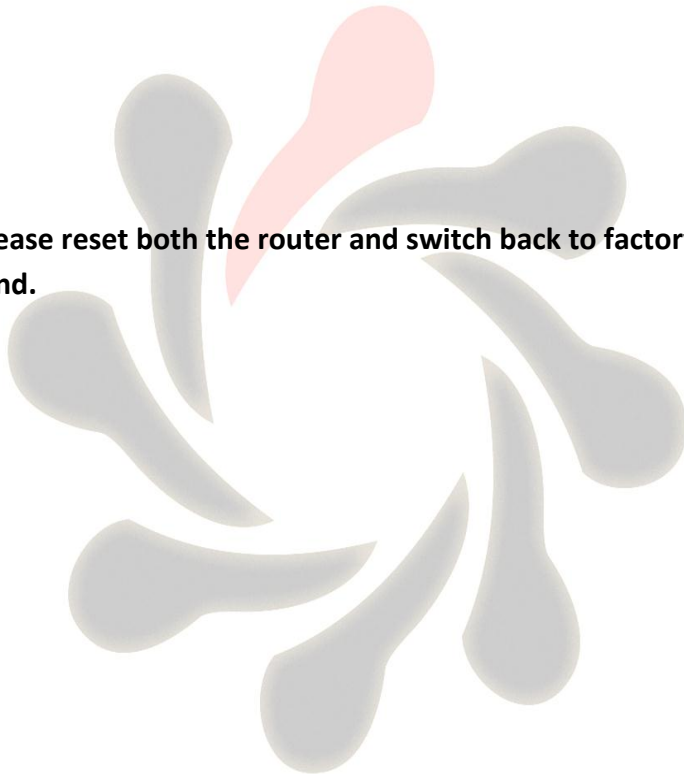 ease reset both the router and switch back to factor
nd.